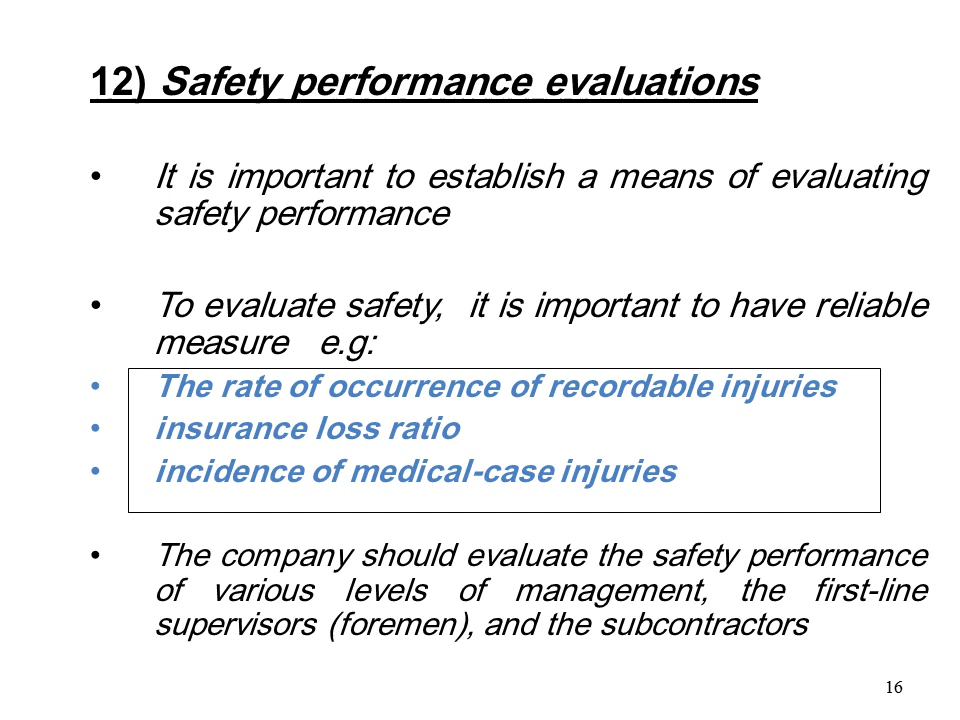 12) Safety performance evaluations
• It is important to establish a means of evaluating
safety performance
• To evaluate safety, it is important to have reliable
measure e.g:
• The rate of occurrence of recordable injuries
• insurance loss ratio
• incidence of medical-case injuries
• The company should evaluate the safety performance
of various levels of management, the first-line
supervisors (foremen), and the subcontractors
16